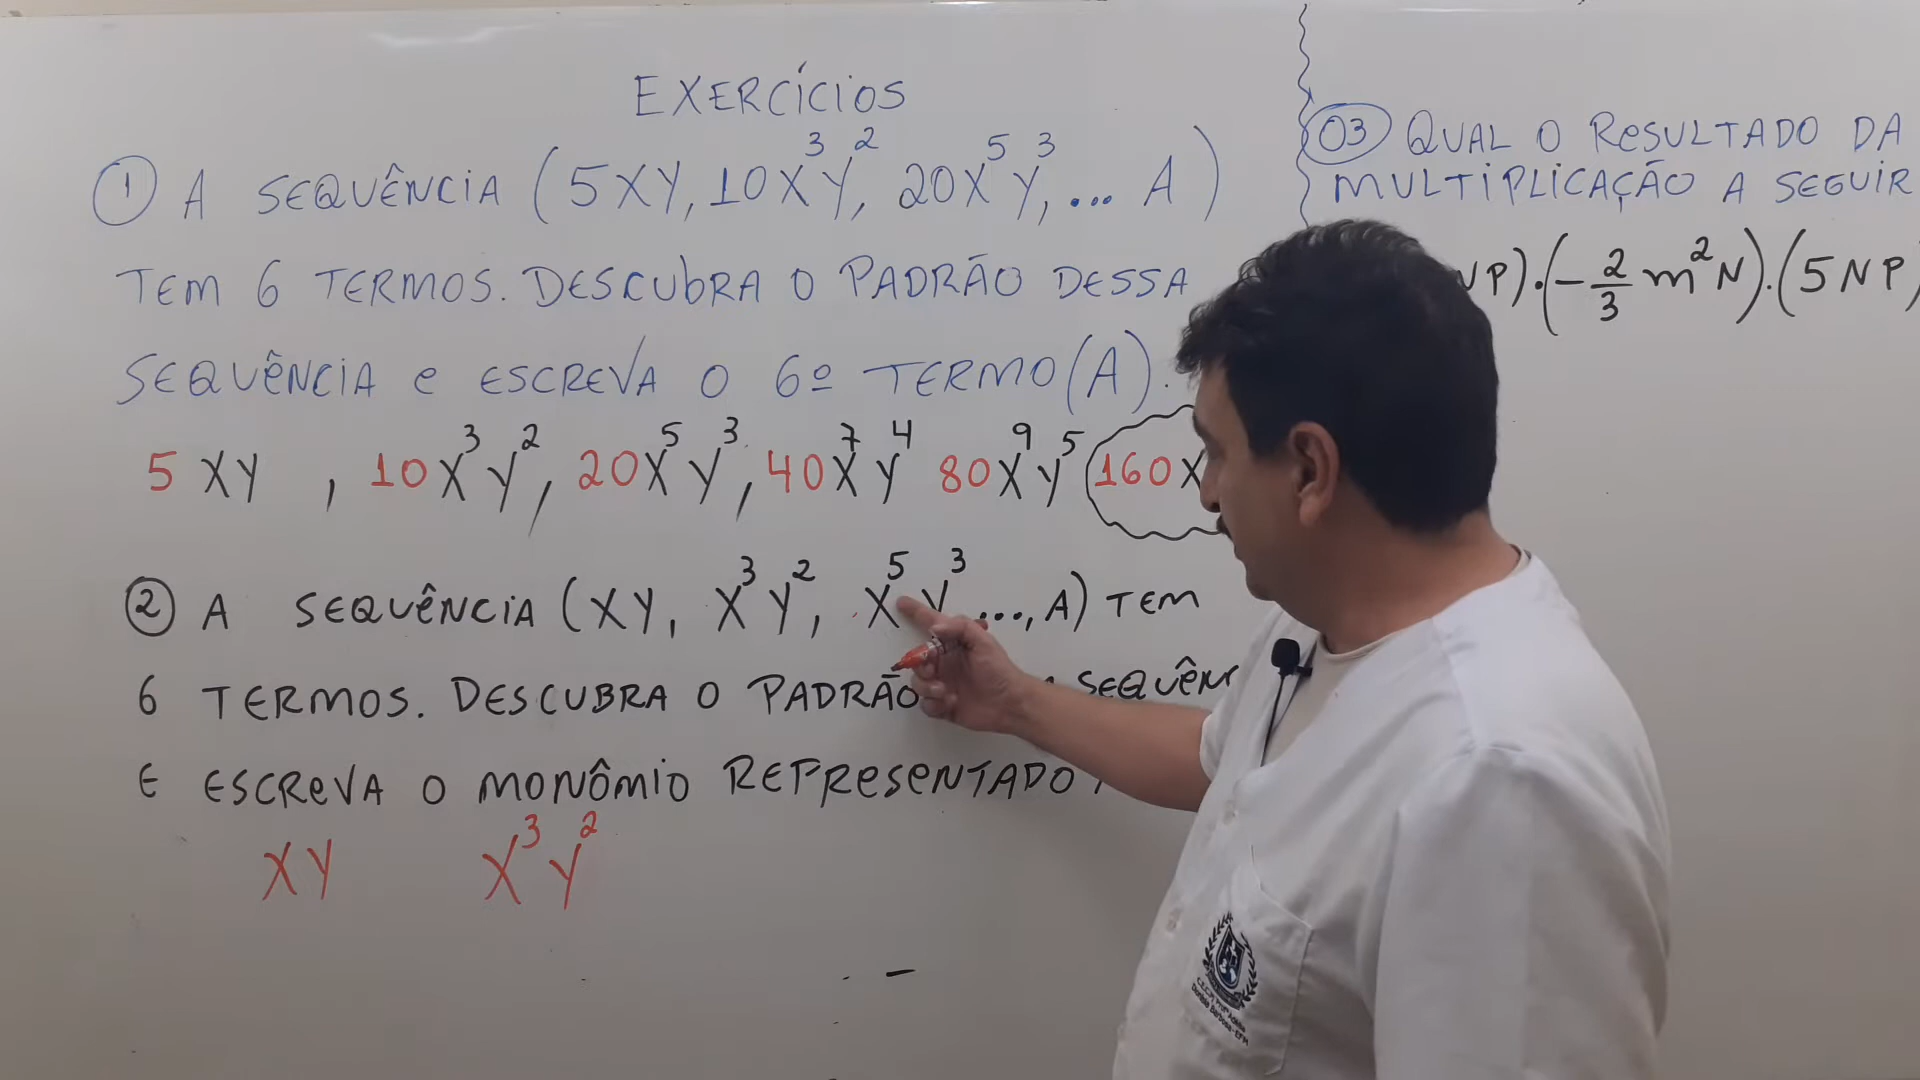 EXERCÍCIOS
① A SEQUÊNCIA (5XY, 10X³Y², 20X⁵Y³, ... A)
TEM 6 TERMOS. DESCUBRA O PADRÃO DESSA
SEQUÊNCIA e ESCREVA O 6º TERMO (A).
5XY, 10X³Y², 20X⁵Y³, 40X⁷Y⁴ 80X⁹Y⁵ 160X
② A SEQUÊNCIA (XY, X³Y², X⁵Y³ ..., A) TEM
6 TERMOS. DESCUBRA O PADRÃO
E ESCREVA O MONÔMIO REPRESENTADO
XY X³Y²
03 QUAL O RESULTADO DA
MULTIPLICAÇÃO A SEGUIR
P).(-2/3 m²N).(5NP)